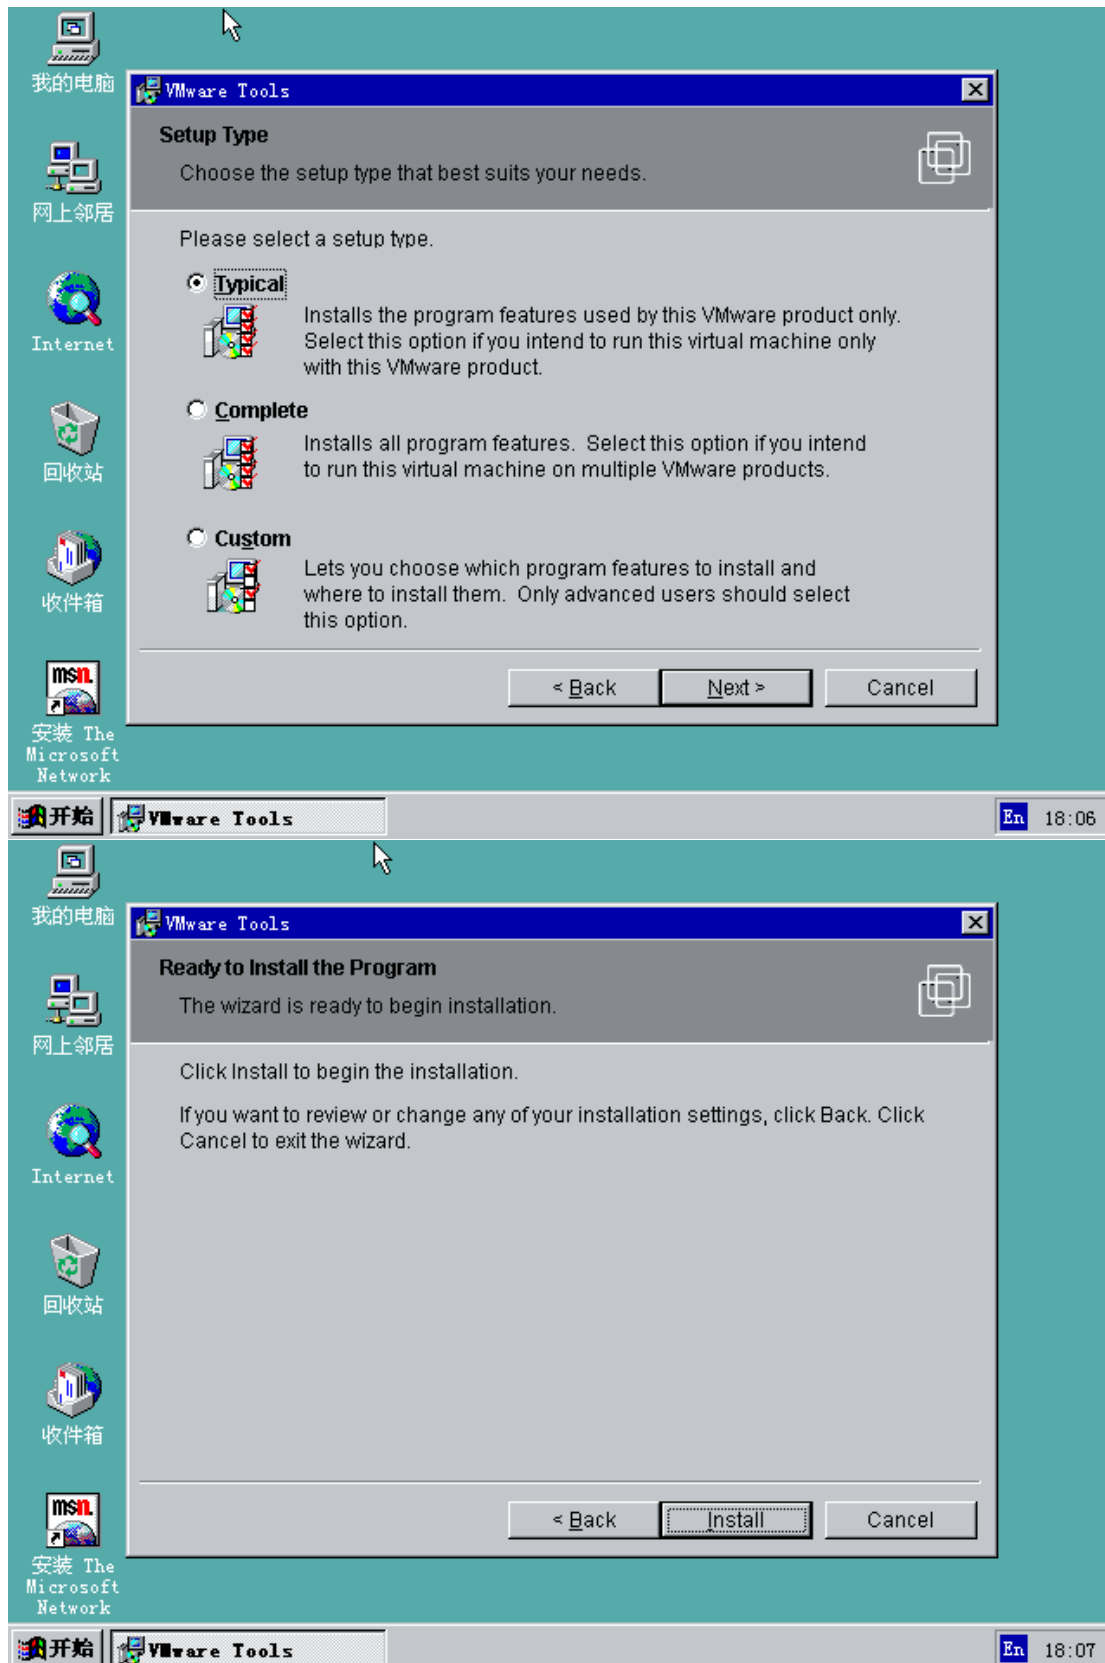 我的电脑
VMware Tools
Setup Type
Choose the setup type that best suits your needs.
网上邻居
Please select a setup type.
Typical
Installs the program features used by this VMware product only.
Select this option if you intend to run this virtual machine only
with this VMware product.
Internet
Complete
Installs all program features.  Select this option if you intend
to run this virtual machine on multiple VMware products.
回收站
Custom
Lets you choose which program features to install and
where to install them.  Only advanced users should select
this option.
收件箱
msn.
安装 The
Microsoft
Network
< Back
Next >
Cancel
开始
VMware Tools
En
18:06
我的电脑
VMware Tools
Ready to Install the Program
The wizard is ready to begin installation.
网上邻居
Click Install to begin the installation.
If you want to review or change any of your installation settings, click Back. Click
Cancel to exit the wizard.
Internet
回收站
收件箱
msn.
安装 The
Microsoft
Network
< Back
Install
Cancel
开始
VMware Tools
En
18:07